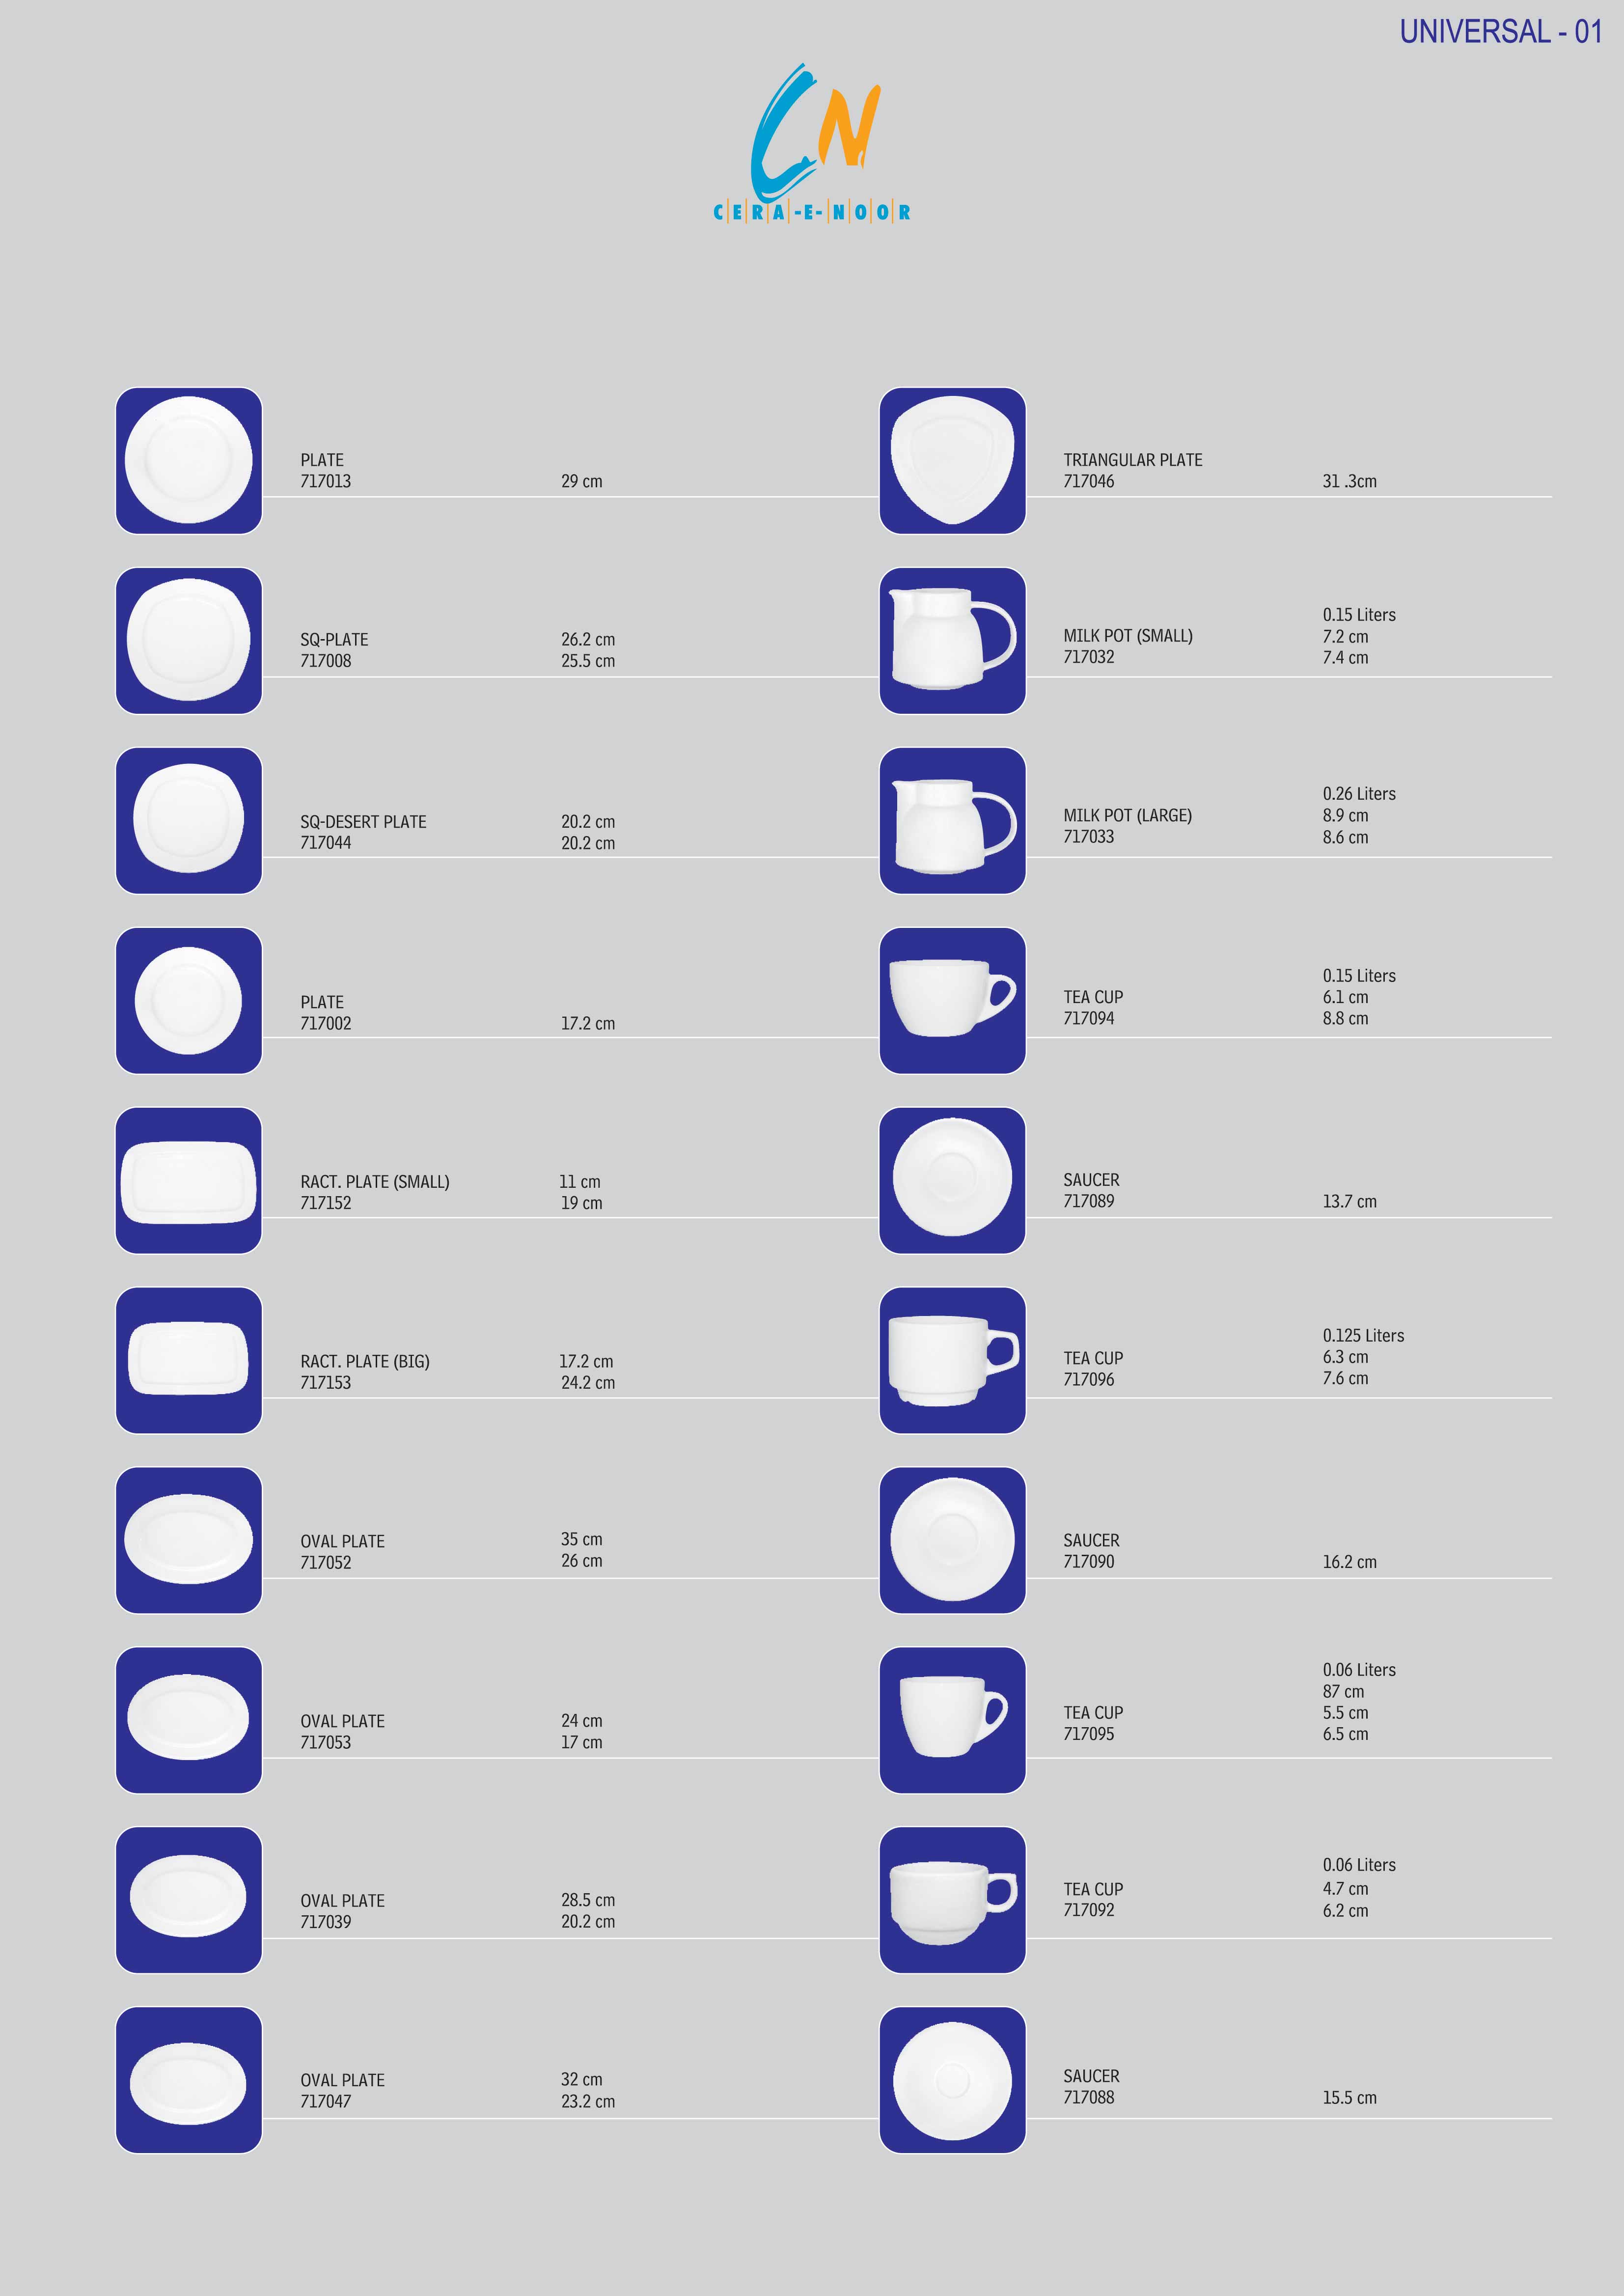 UNIVERSAL - 01
CN
CERA-E-NOOR
PLATE
717013
29 cm
SQ-PLATE
717008
26.2 cm
25.5 cm
SQ-DESERT PLATE
717044
20.2 cm
20.2 cm
PLATE
717002
17.2 cm
RACT. PLATE (SMALL)
717152
11 cm
19 cm
RACT. PLATE (BIG)
717153
17.2 cm
24.2 cm
OVAL PLATE
717052
35 cm
26 cm
OVAL PLATE
717053
24 cm
17 cm
OVAL PLATE
717039
28.5 cm
20.2 cm
OVAL PLATE
717047
32 cm
23.2 cm
TRIANGULAR PLATE
717046
31 .3cm
MILK POT (SMALL)
717032
0.15 Liters
7.2 cm
7.4 cm
MILK POT (LARGE)
717033
0.26 Liters
8.9 cm
8.6 cm
TEA CUP
717094
0.15 Liters
6.1 cm
8.8 cm
SAUCER
717089
13.7 cm
TEA CUP
717096
0.125 Liters
6.3 cm
7.6 cm
SAUCER
717090
16.2 cm
TEA CUP
717095
0.06 Liters
87 cm
5.5 cm
6.5 cm
TEA CUP
717092
0.06 Liters
4.7 cm
6.2 cm
SAUCER
717088
15.5 cm